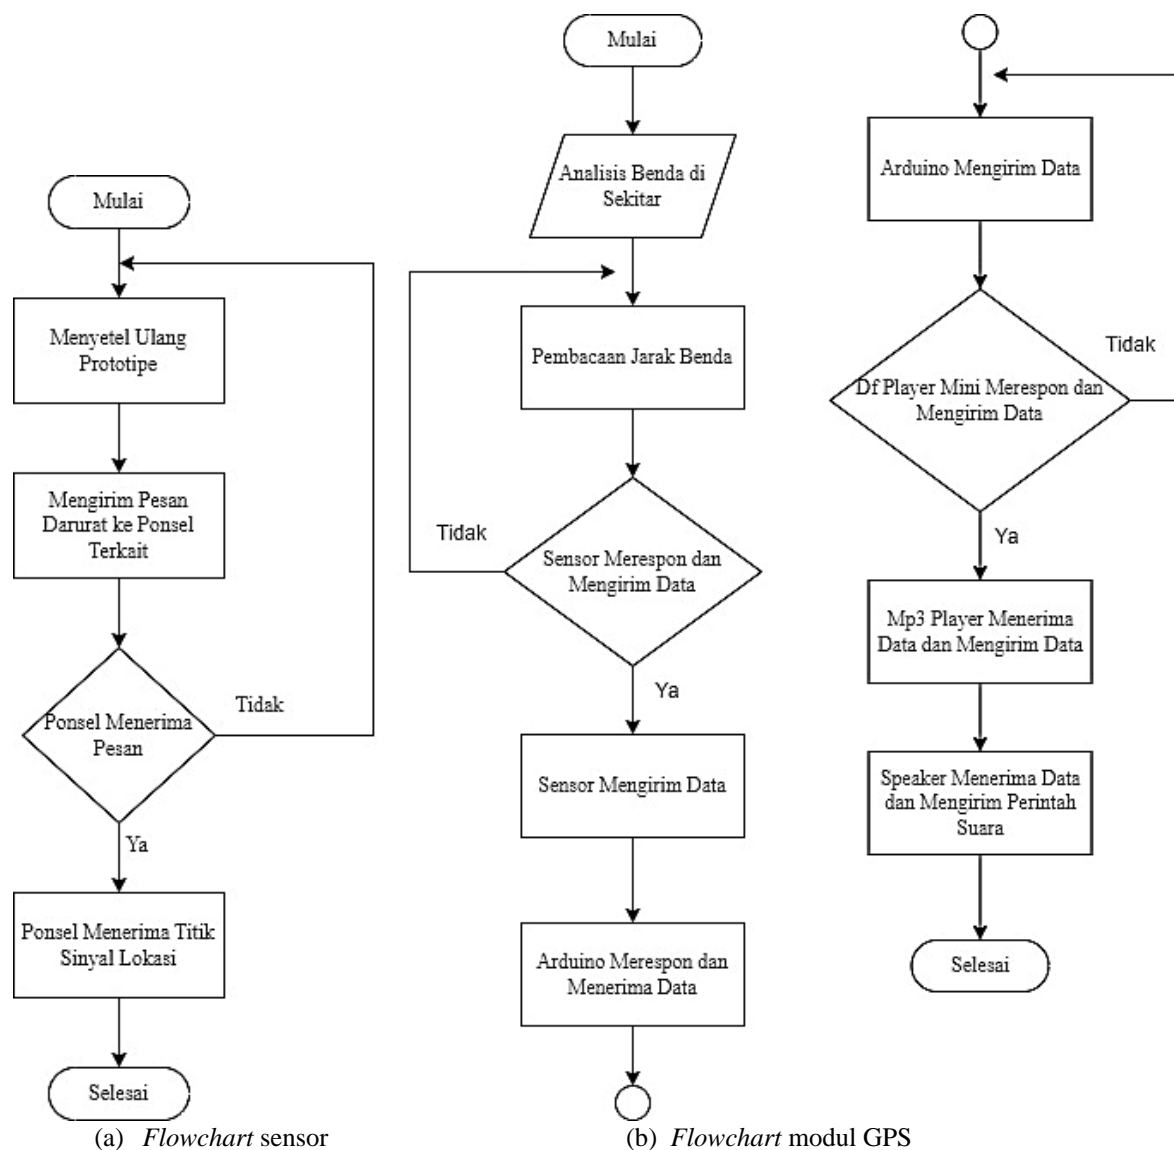 Mulai
Menyetel Ulang
Prototipe
Mengirim Pesan
Darurat ke Ponsel
Terkait
Ponsel Menerima
Pesan
Tidak
Ya
Ponsel Menerima Titik
Sinyal Lokasi
Selesai
(a) Flowchart sensor
Mulai
Analisis Benda di
Sekitar
Pembacaan Jarak Benda
Tidak
Sensor Merespon dan
Mengirim Data
Ya
Sensor Mengirim Data
Arduino Merespon dan
Menerima Data
Arduino Mengirim Data
Tidak
Df Player Mini Merespon dan
Mengirim Data
Ya
Mp3 Player Menerima
Data dan Mengirim Data
Speaker Menerima Data
dan Mengirim Perintah
Suara
Selesai
(b) Flowchart modul GPS